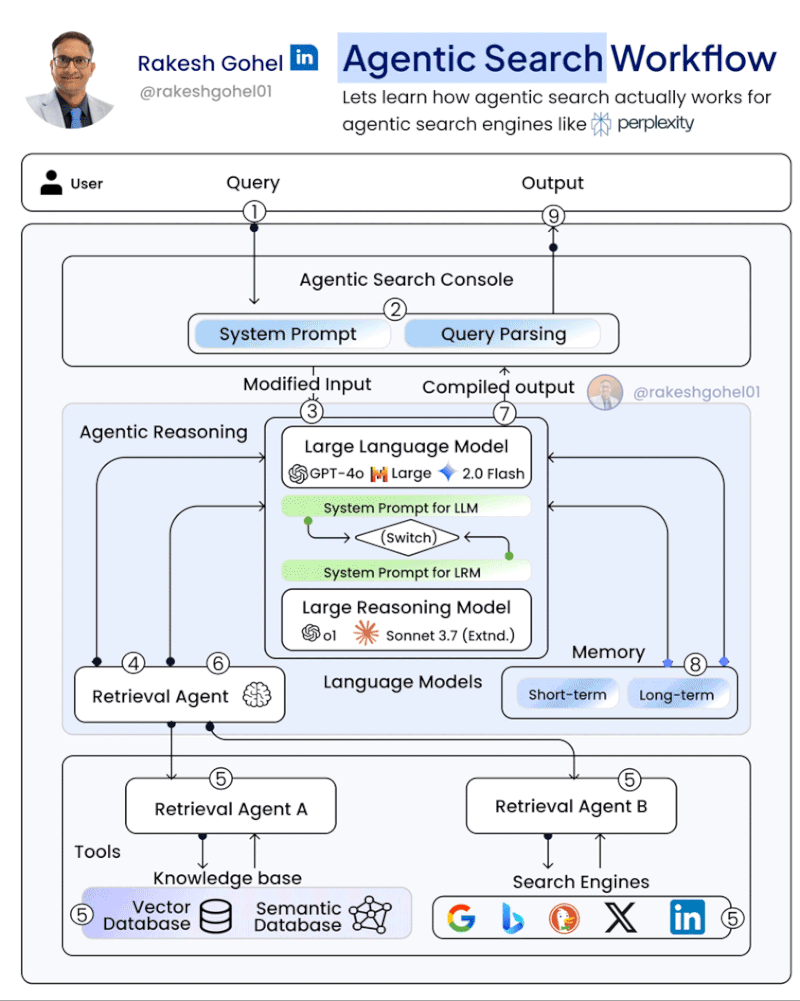 Rakesh Gohel in
@rakeshgohel01
Agentic Search Workflow
Lets learn how agentic search actually works for
agentic search engines like perplexity
User
Query
Output
1
9
Agentic Search Console
2
System Prompt
Query Parsing
Modified Input
Compiled output
@rakeshgohel01
3
7
Agentic Reasoning
Large Language Model
GPT-4o Large 2.0 Flash
System Prompt for LLM
(Switch)
System Prompt for LRM
Large Reasoning Model
o1 Sonnet 3.7 (Extnd.)
Memory
4
6
8
Retrieval Agent
Language Models
Short-term
Long-term
5
5
Retrieval Agent A
Retrieval Agent B
Tools
Knowledge base
Search Engines
5
Vector
Database
Semantic
Database
G
X
in
5